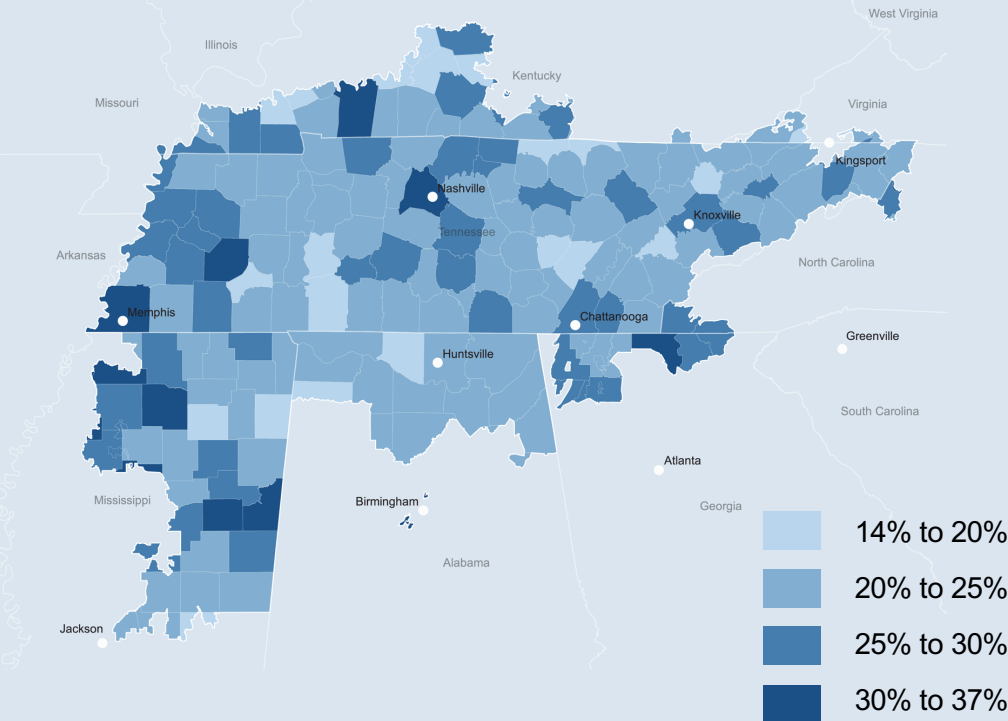 West Virginia
Illinois
Kentucky
Missouri
Virginia
Kingsport
Nashville
Knoxville
Tennessee
Arkansas
North Carolina
Memphis
Chattanooga
Greenville
Huntsville
South Carolina
Atlanta
Mississippi
Birmingham
Georgia
14% to 20%
Alabama
20% to 25%
Jackson
25% to 30%
30% to 37%